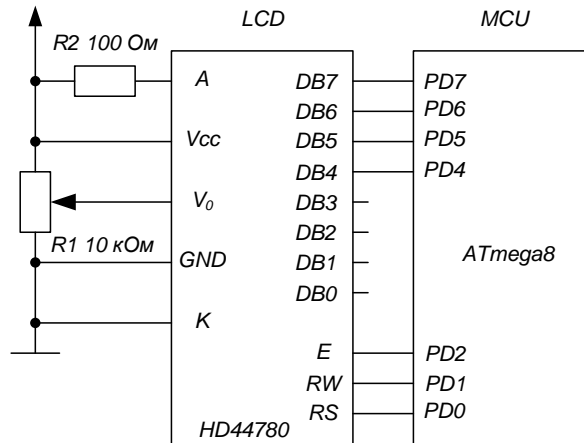 LCD
MCU
R2 100 Ом
A
Vcc
V0
R1 10 кОм
GND
K
DB7
DB6
DB5
DB4
DB3
DB2
DB1
DB0
E
RW
RS
HD44780
PD7
PD6
PD5
PD4
ATmega8
PD2
PD1
PD0